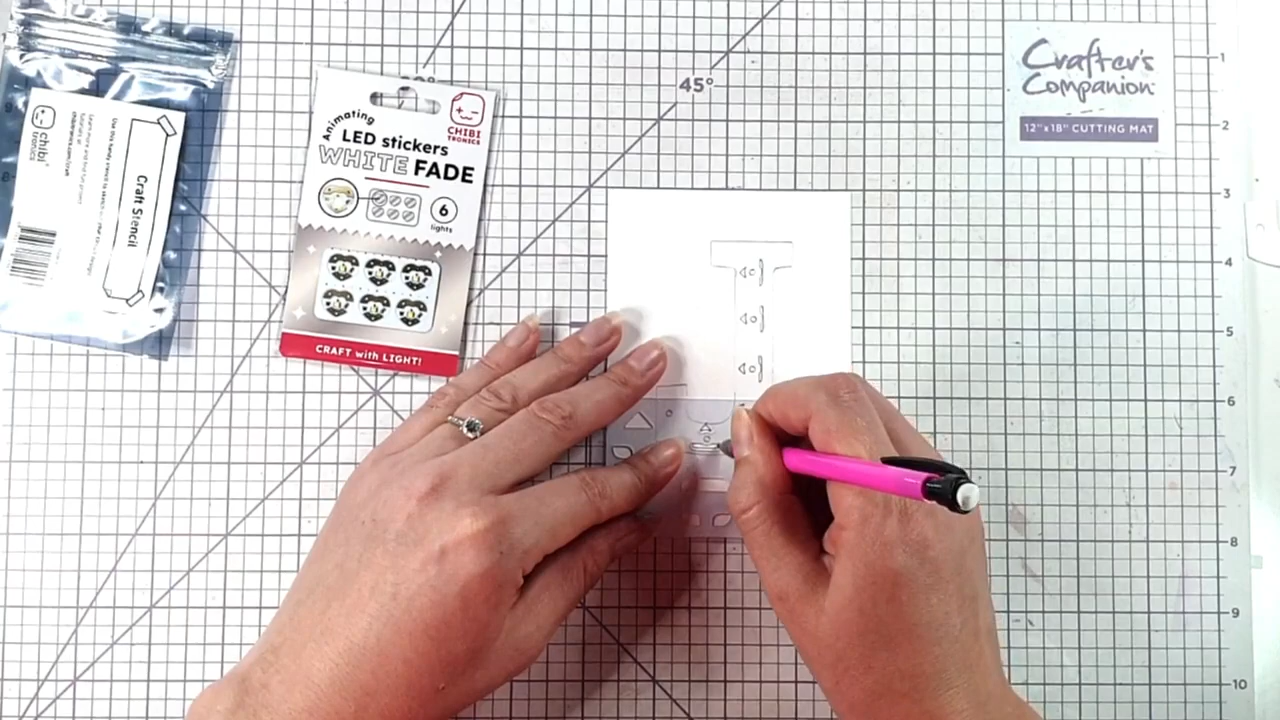 chibi
tronics
Craft Stencil
Animating
LED stickers
WHITE FADE
CHIBI
TRONICS
6
lights
CRAFT with LIGHT!
45°
Crafter's
Companion
12"x18" CUTTING MAT
1
2
3
4
5
6
7
8
9
10